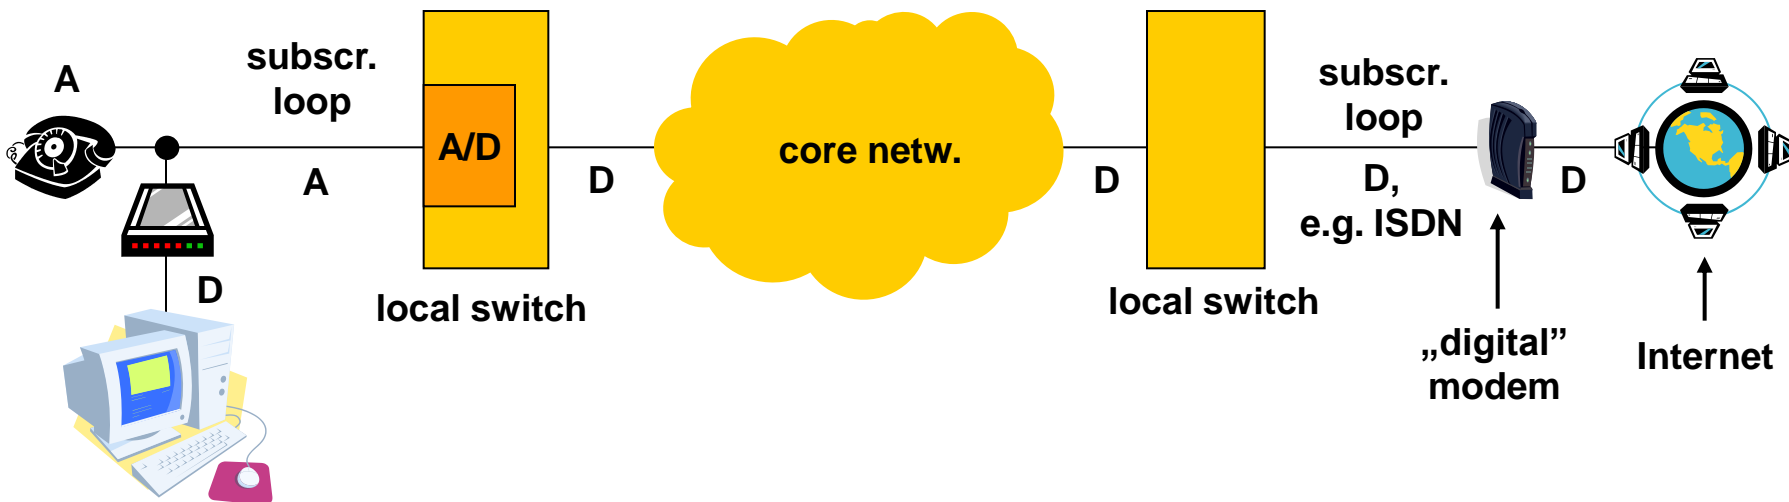 A
subscr.
loop
A
D
A/D
local switch
D
core netw.
D
local switch
subscr.
loop
D,
e.g. ISDN
D
„digital”
modem
Internet